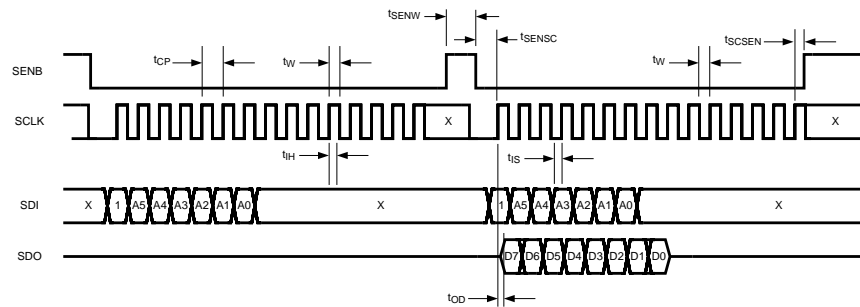 tSENW
tSENSC
tCP
tW
tW
tSCSEN
SENB
SCLK
X
X
tIH
tIS
SDI
X
1
A5
A4
A3
A2
A1
A0
X
1
A5
A4
A3
A2
A1
A0
X
SDO
D7
D6
D5
D4
D3
D2
D1
D0
tOD